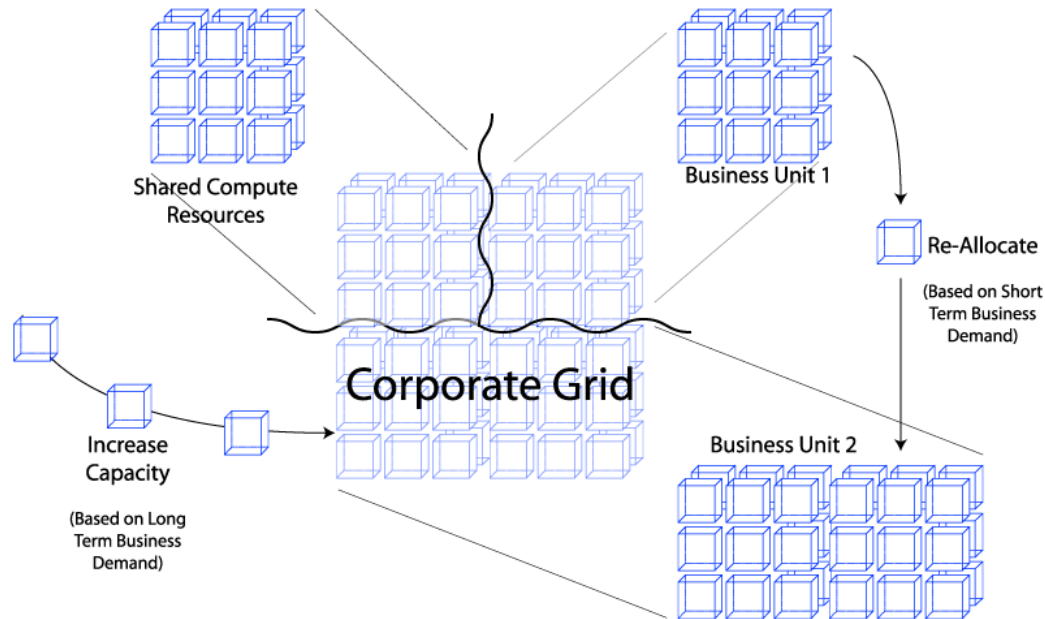 Shared Compute
Resources
Business Unit 1
Re-Allocate
(Based on Short
Term Business
Demand)
Corporate Grid
Increase
Capacity
(Based on Long
Term Business
Demand)
Business Unit 2